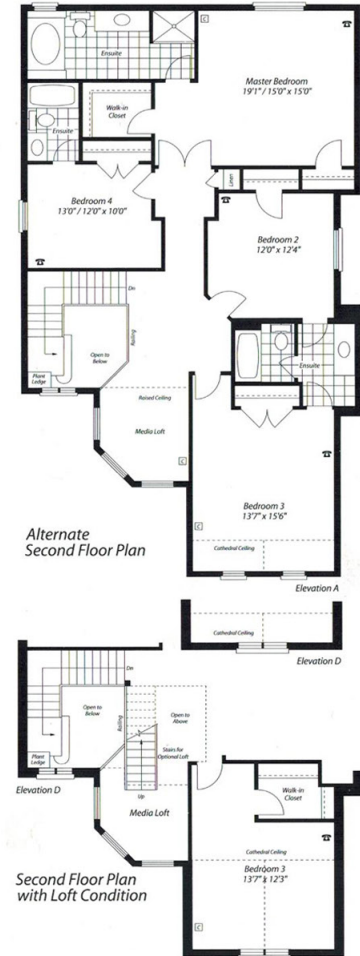 Ensuite
Master Bedroom
19'1" / 15'0" x 15'0"
Walk-in
Closet
Ensuite
Linen
Bedroom 4
13'0" / 12'0" x 10'0"
Bedroom 2
12'0" x 12'4"
Dn
Railing
Open to
Below
Plant
Ledge
Ensuite
Raised Ceiling
Media Loft
Bedroom 3
13'7" x 15'6"
Cathedral Ceiling
Alternate
Second Floor Plan
Elevation A
Cathedral Ceiling
Elevation D
Dn
Open to
Below
Railing
Open to
Above
Stairs for
Optional Loft
Plant
Ledge
Up
Elevation D
Media Loft
Walk-in
Closet
Cathedral Ceiling
Bedroom 3
13'7" x 12'3"
Second Floor Plan
with Loft Condition